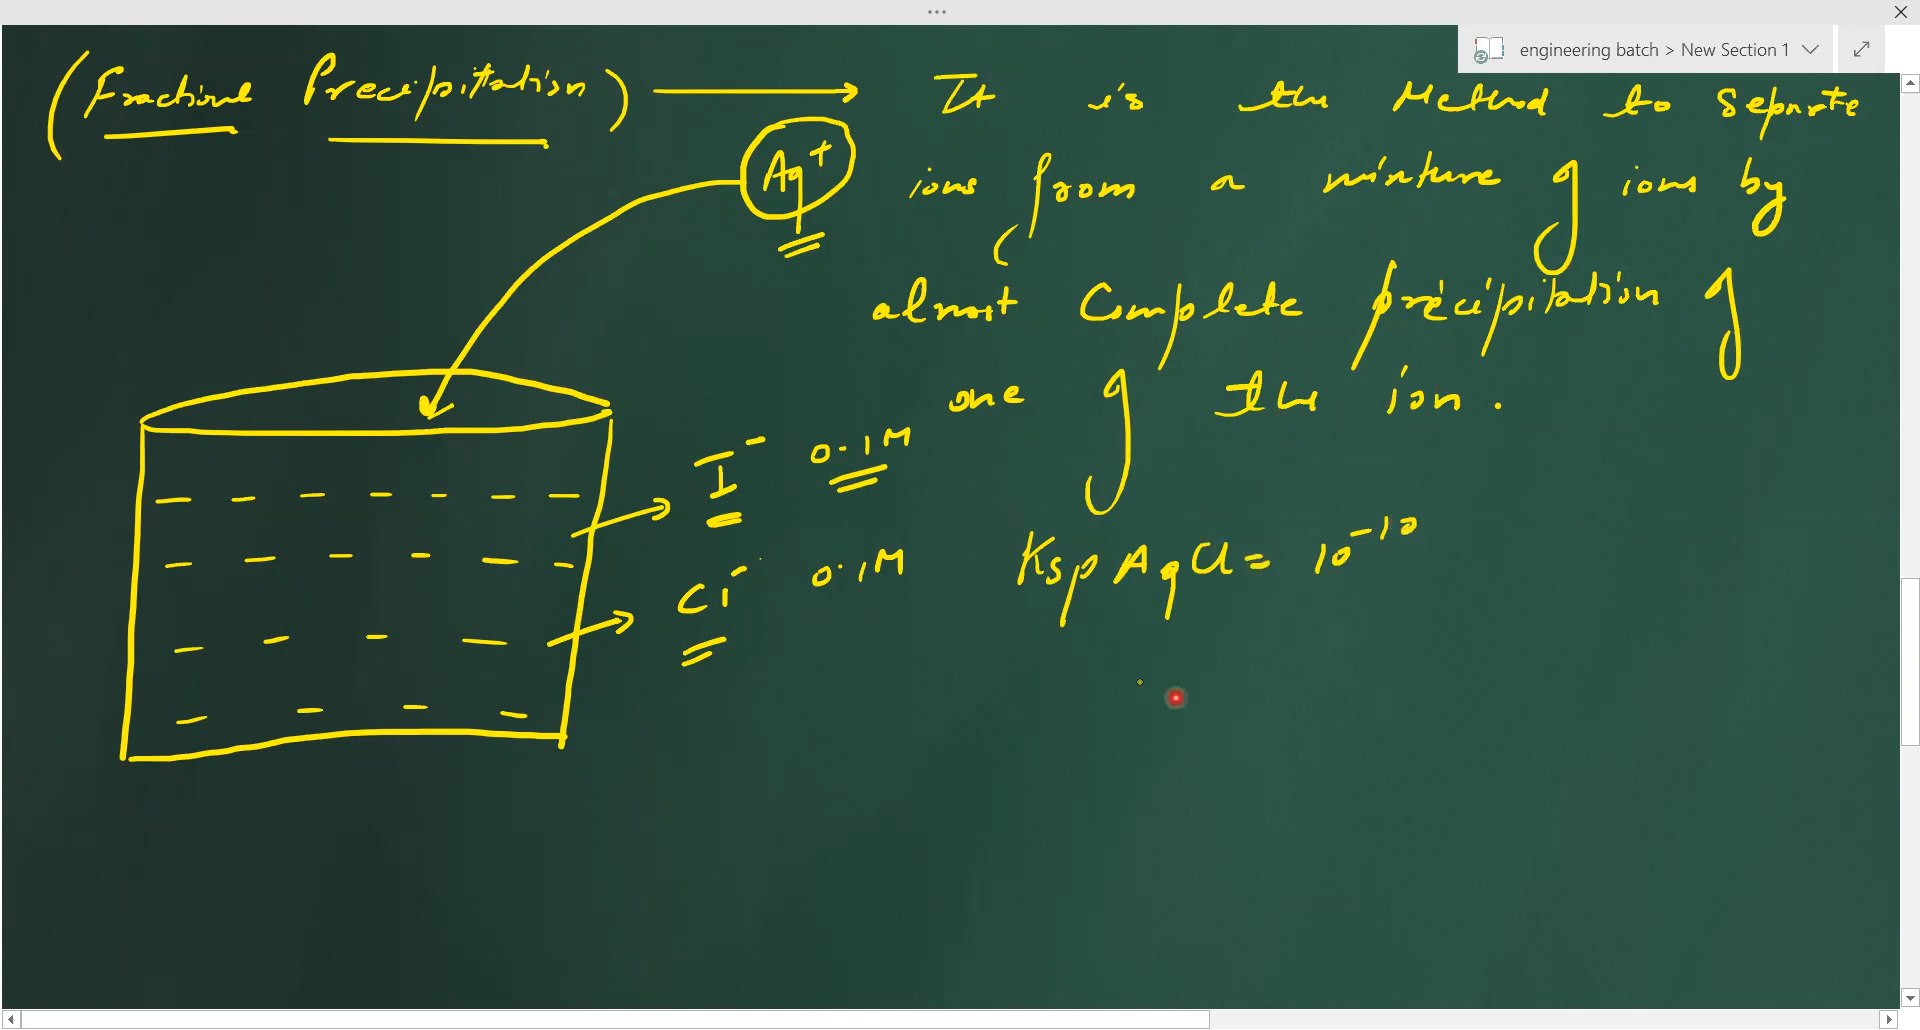 engineering batch > New Section 1
(Fractional Precipitation) → It is the Method to Separate
Ag+
ions from a mixture of ions by
almost Complete precipitation of
one of the ion.
I⁻ 0.1M
Cl⁻ 0.1M
Ksp AgCl = 10⁻¹⁰